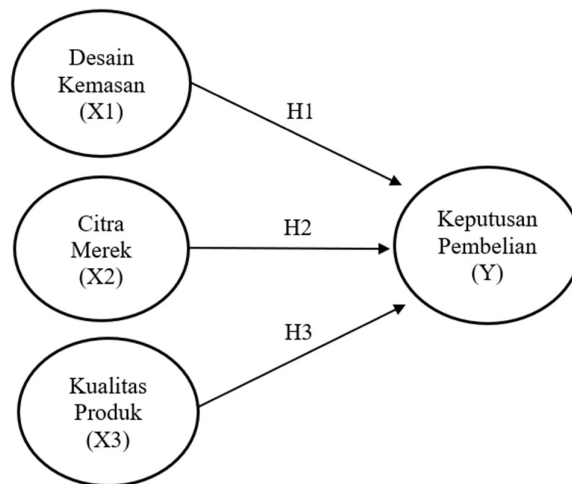 Desain
Kemasan
(X1)
H1
Citra
Merek
(X2)
H2
Keputusan
Pembelian
(Y)
H3
Kualitas
Produk
(X3)